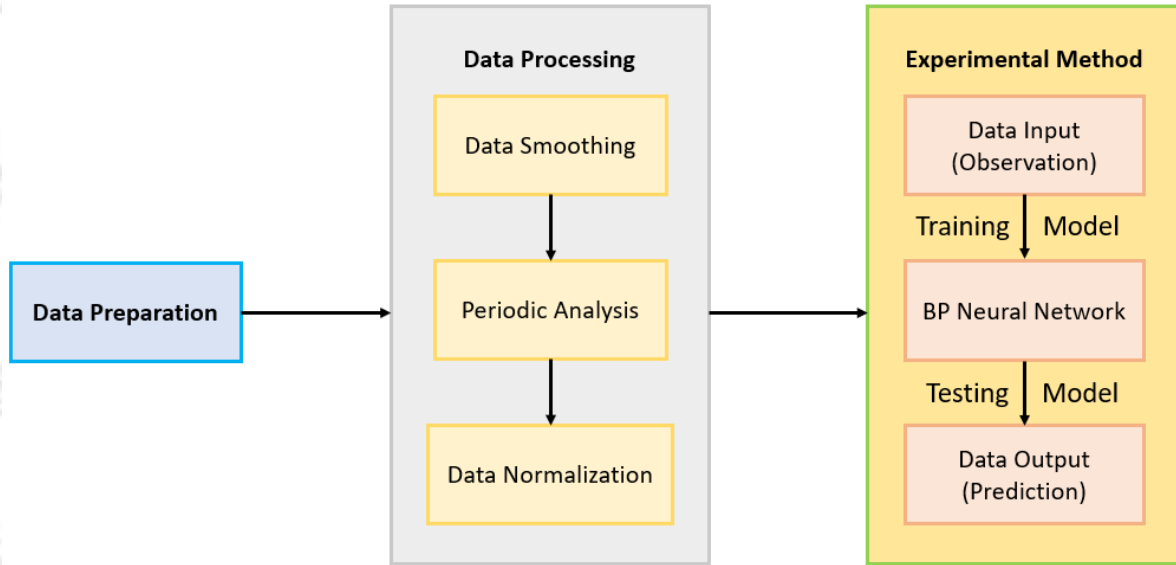 Data Preparation
Data Processing
Data Smoothing
Periodic Analysis
Data Normalization
Experimental Method
Data Input
(Observation)
Training Model
BP Neural Network
Testing Model
Data Output
(Prediction)